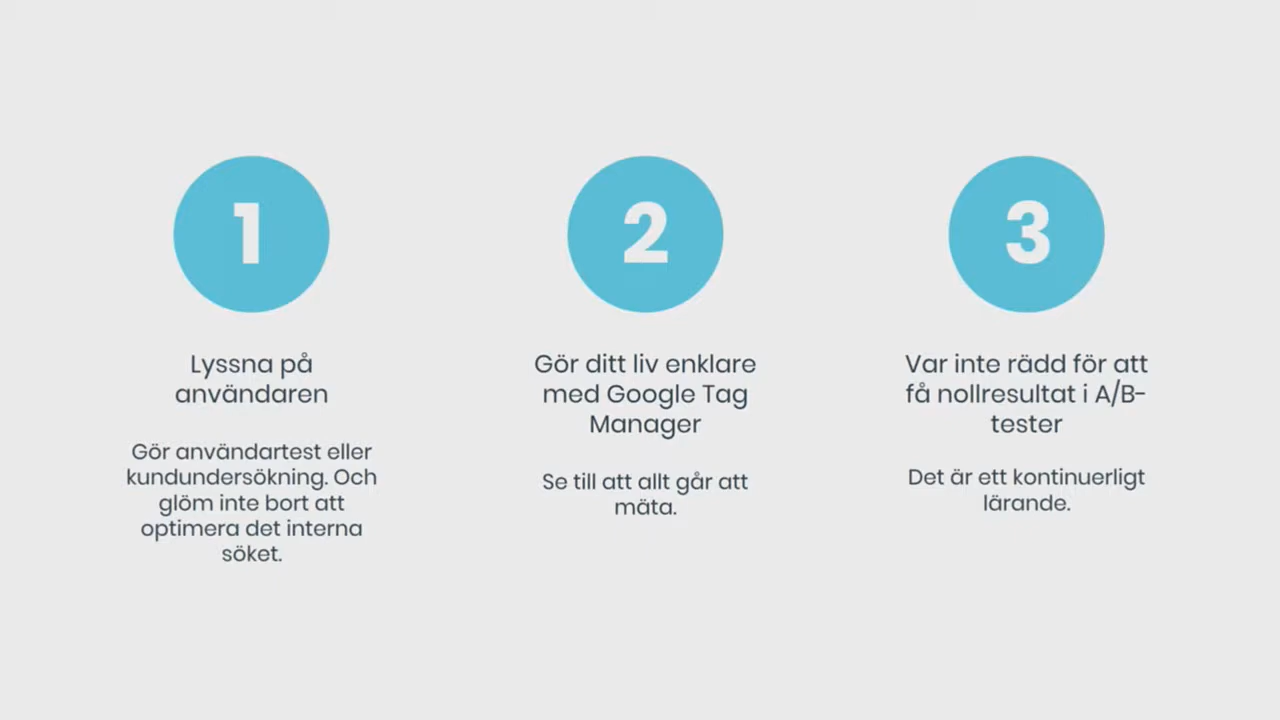 1
Lyssna på
användaren
Gör användartest eller
kundundersökning. Och
glöm inte bort att
optimera det interna
söket.
2
Gör ditt liv enklare
med Google Tag
Manager
Se till att allt går att
mäta.
3
Var inte rädd för att
få nollresultat i A/B-
tester
Det är ett kontinuerligt
lärande.